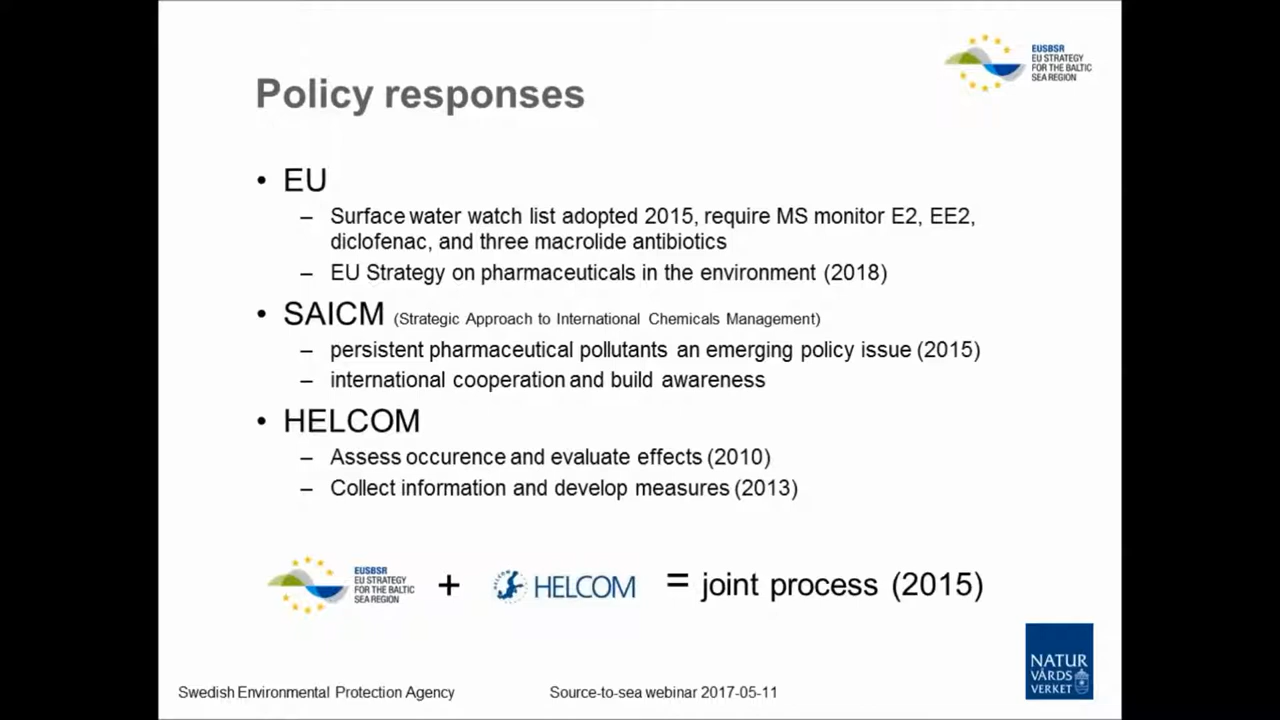 EUSBSR
EU STRATEGY
FOR THE BALTIC
SEA REGION
Policy responses
• EU
– Surface water watch list adopted 2015, require MS monitor E2, EE2,
diclofenac, and three macrolide antibiotics
– EU Strategy on pharmaceuticals in the environment (2018)
• SAICM (Strategic Approach to International Chemicals Management)
– persistent pharmaceutical pollutants an emerging policy issue (2015)
– international cooperation and build awareness
• HELCOM
– Assess occurence and evaluate effects (2010)
– Collect information and develop measures (2013)
EUSBSR
EU STRATEGY
FOR THE BALTIC
SEA REGION
+ HELCOM = joint process (2015)
NATUR
VÅRDS
VERKET
Swedish Environmental Protection Agency
Source-to-sea webinar 2017-05-11